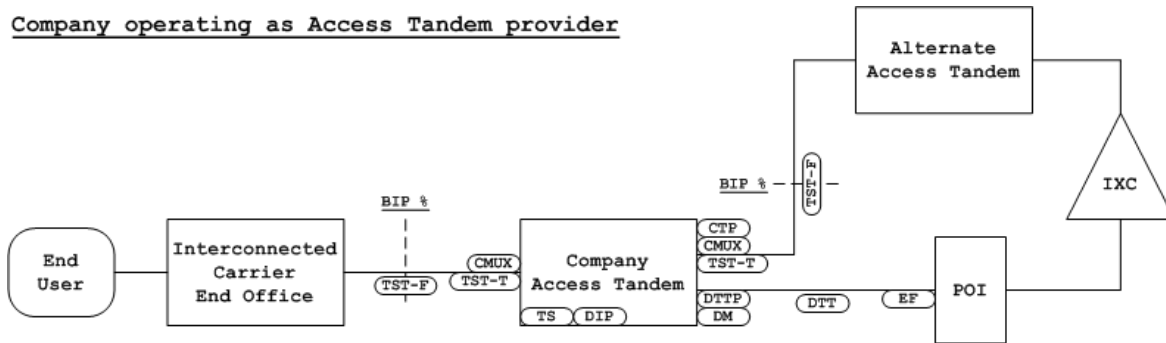 Company operating as Access Tandem provider
Alternate
Access Tandem
TST-F
BIP %
IXC
BIP %
End
User
Interconnected
Carrier
End Office
TST-F
CMUX
TST-T
Company
Access Tandem
TS
DIP
CTP
CMUX
TST-T
DTTP
DM
DTT
EF
POI